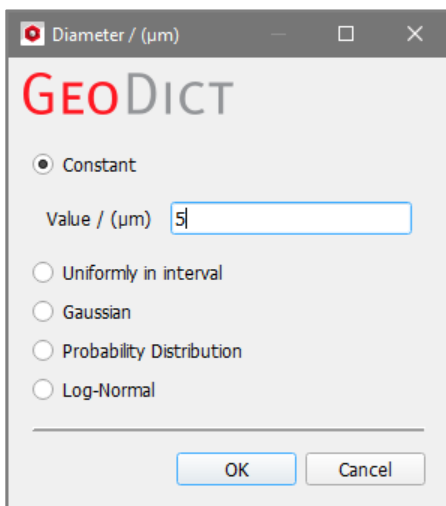 Diameter / (µm)
GEODICT
Constant
Value / (µm) 5
Uniformly in interval
Gaussian
Probability Distribution
Log-Normal
OK Cancel